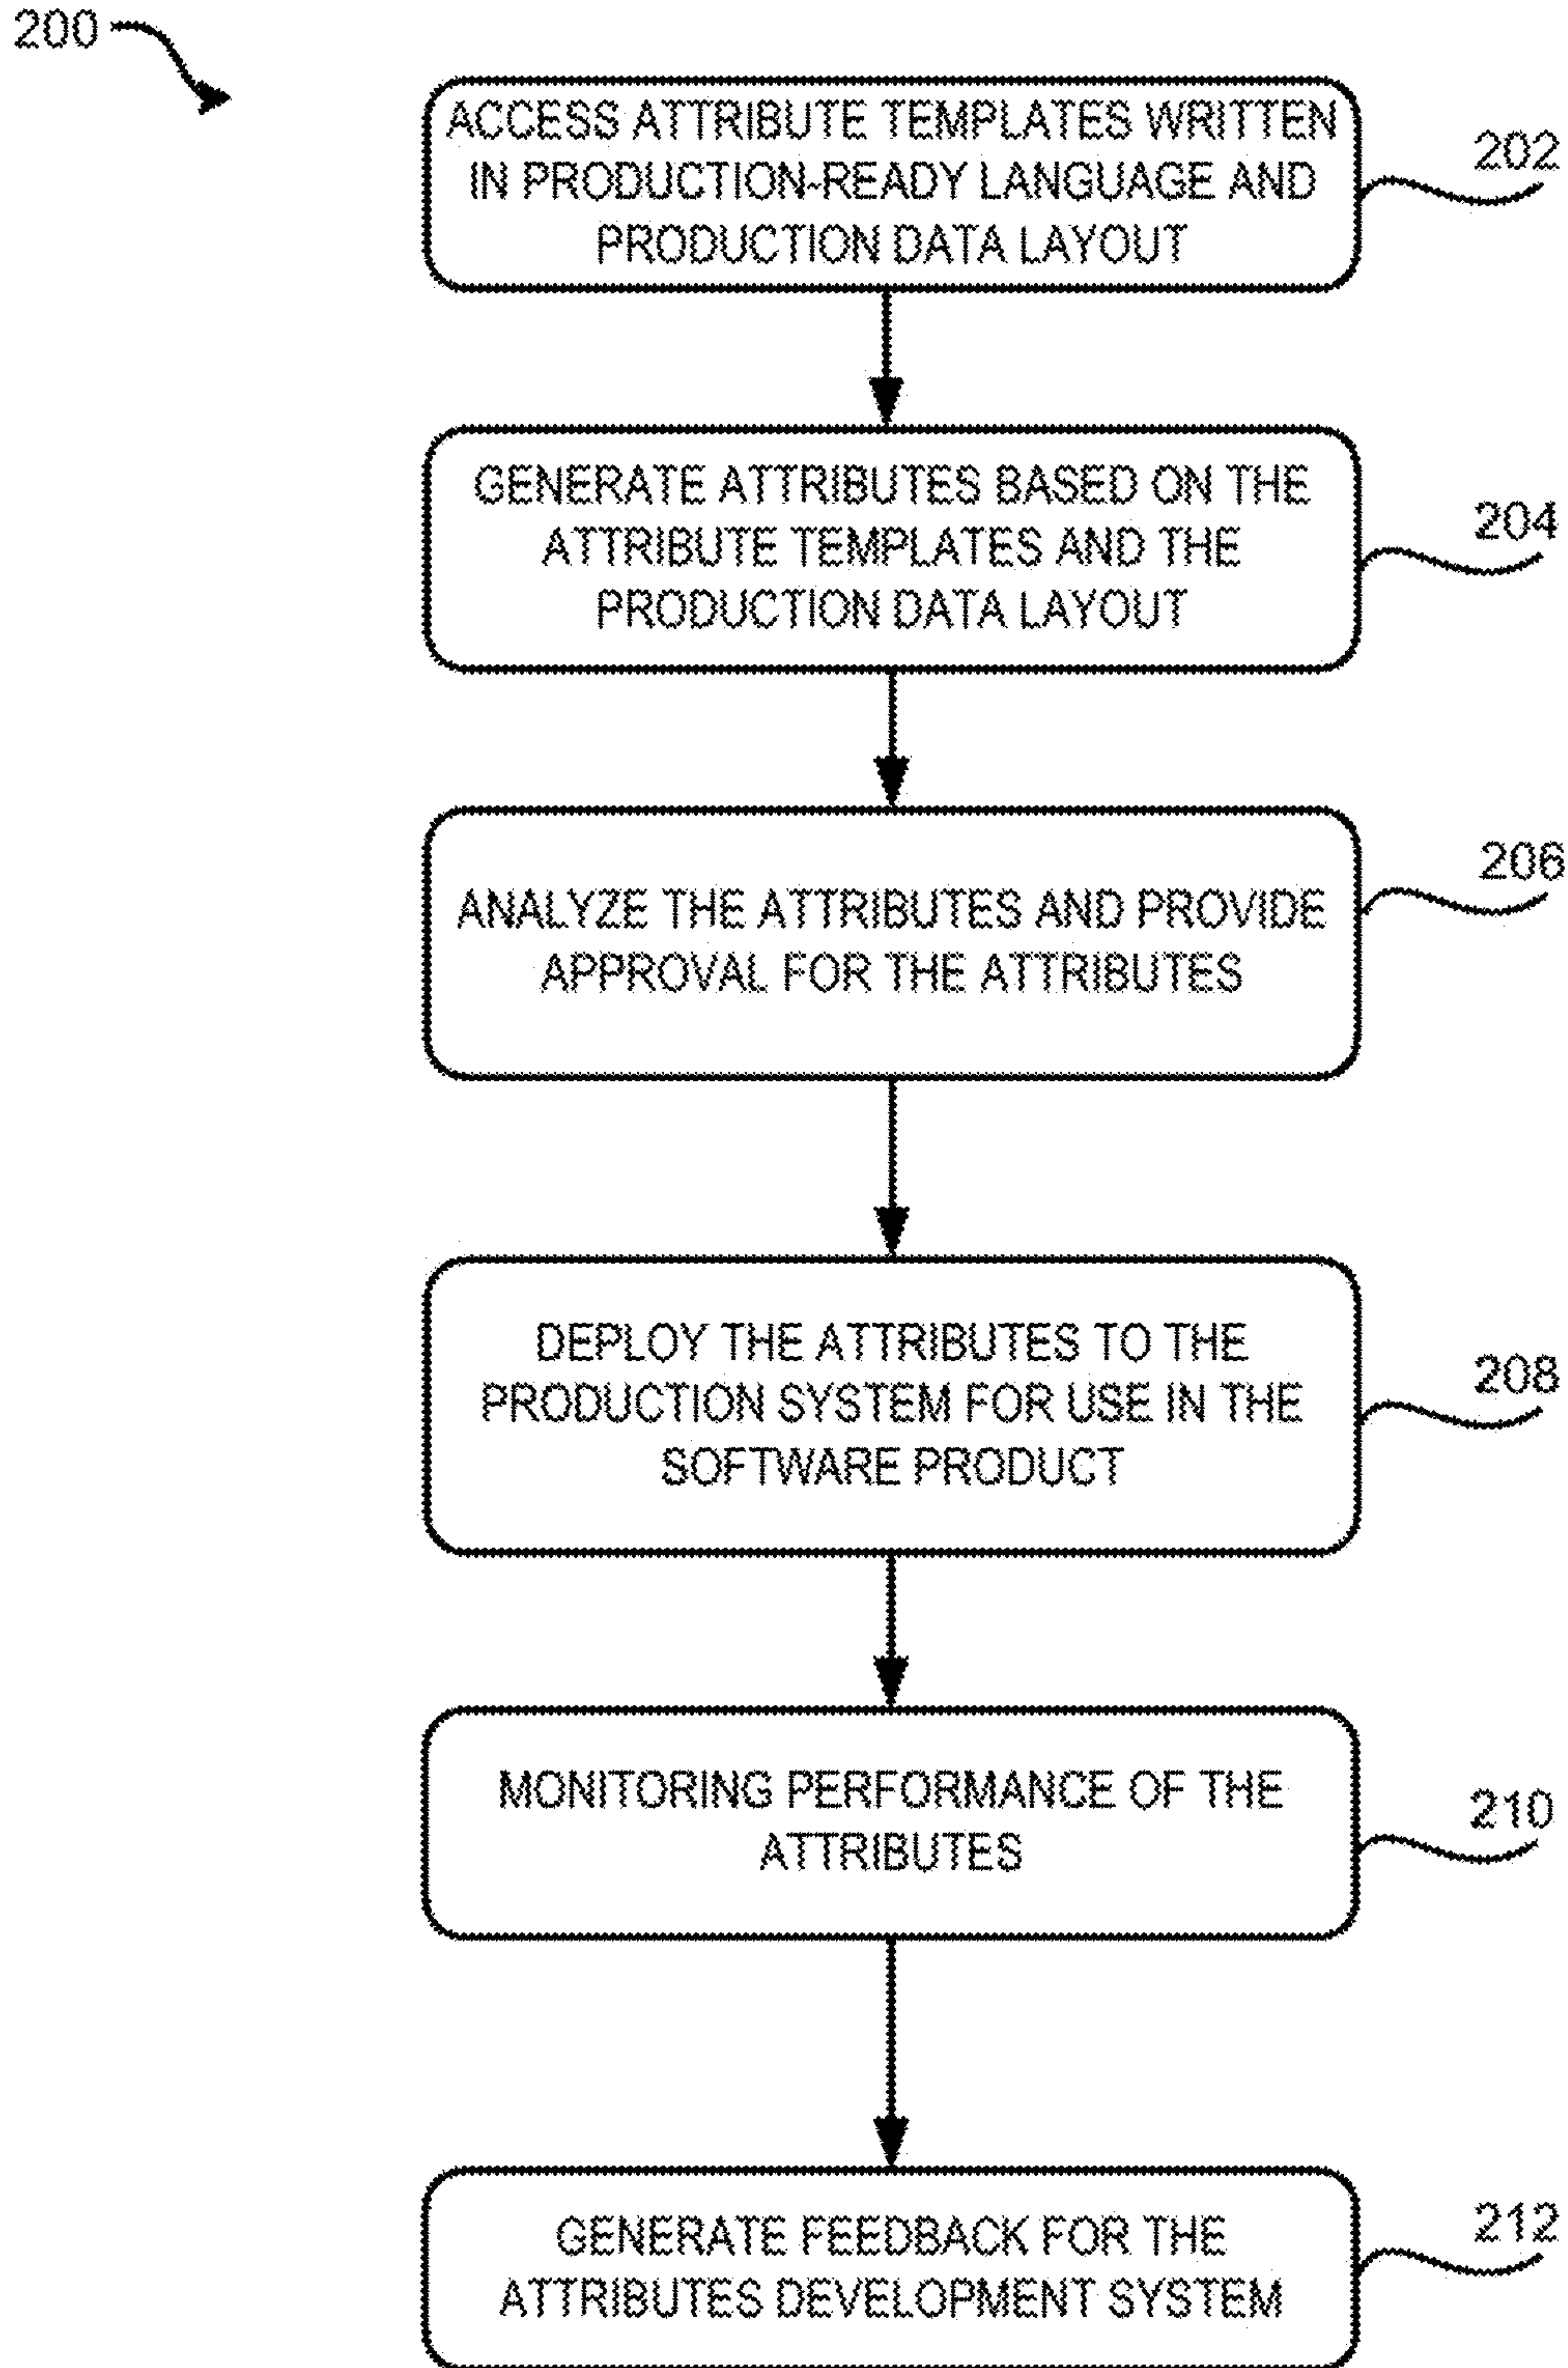 200
ACCESS ATTRIBUTE TEMPLATES WRITTEN
IN PRODUCTION-READY LANGUAGE AND
PRODUCTION DATA LAYOUT
202
GENERATE ATTRIBUTES BASED ON THE
ATTRIBUTE TEMPLATES AND THE
PRODUCTION DATA LAYOUT
204
ANALYZE THE ATTRIBUTES AND PROVIDE
APPROVAL FOR THE ATTRIBUTES
206
DEPLOY THE ATTRIBUTES TO THE
PRODUCTION SYSTEM FOR USE IN THE
SOFTWARE PRODUCT
208
MONITORING PERFORMANCE OF THE
ATTRIBUTES
210
GENERATE FEEDBACK FOR THE
ATTRIBUTES DEVELOPMENT SYSTEM
212